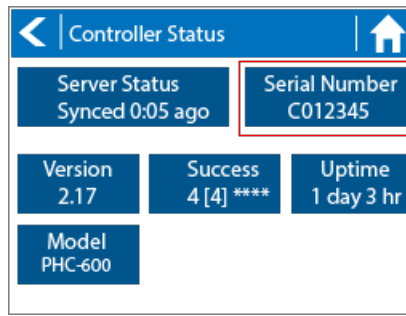 Controller Status
Server Status
Synced 0:05 ago
Serial Number
C012345
Version
2.17
Success
4 [4] ****
Uptime
1 day 3 hr
Model
PHC-600